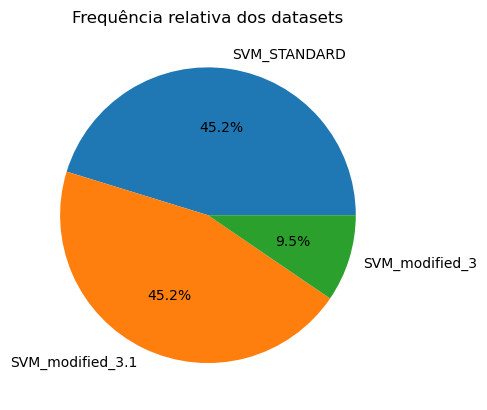 Frequência relativa dos datasets
SVM_STANDARD
45.2%
9.5%
SVM_modified_3
45.2%
SVM_modified_3.1